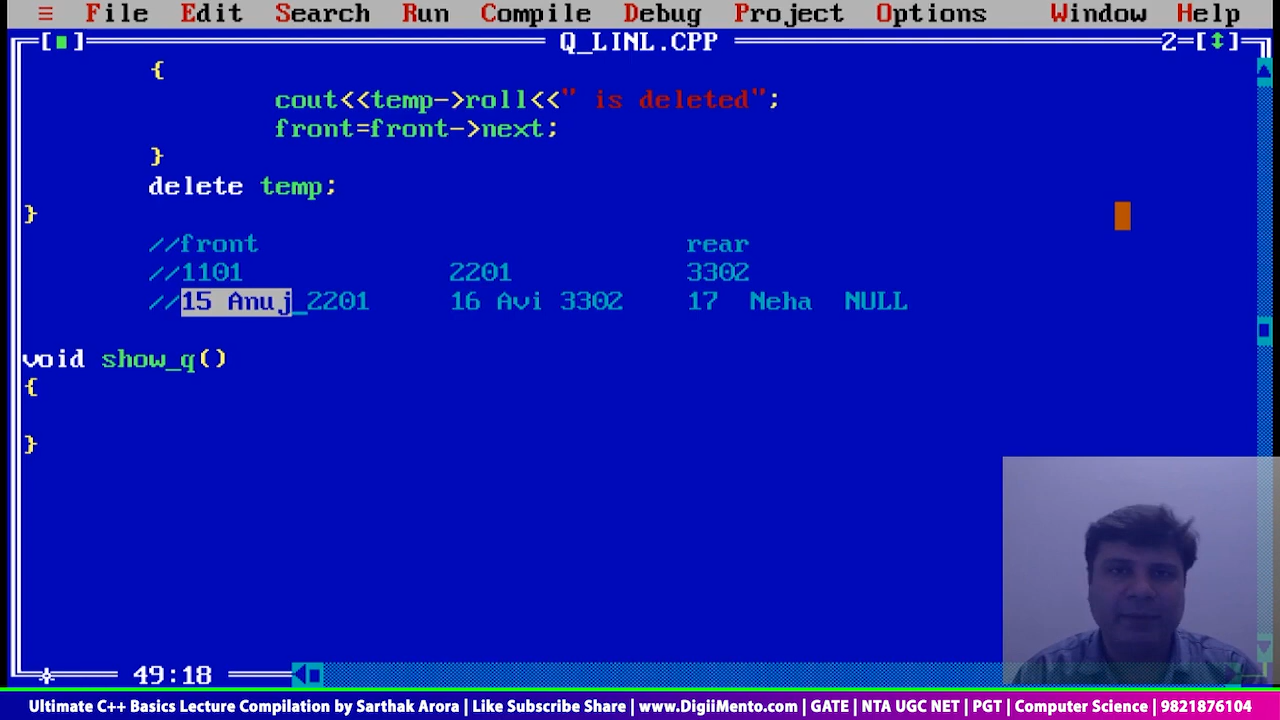 ≡ File Edit Search Run Compile Debug Project Options Window Help
[■] Q_LINL.CPP 2=[↕]
{
cout<<temp->roll<<" is deleted";
front=front->next;
}
delete temp;
}
//front rear
//1101 2201 3302
//15 Anuj_2201 16 Avi 3302 17 Neha NULL
void show_q()
{
}
49:18
Ultimate C++ Basics Lecture Compilation by Sarthak Arora | Like Subscribe Share | www.DigiiMento.com | GATE | NTA UGC NET | PGT | Computer Science | 9821876104